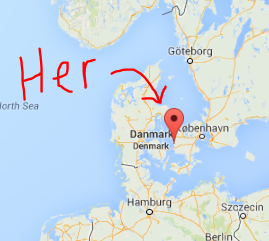 Her
Göteborg
North Sea
København
Danmark
Denmark
Hamburg
Szczecin
Berlin